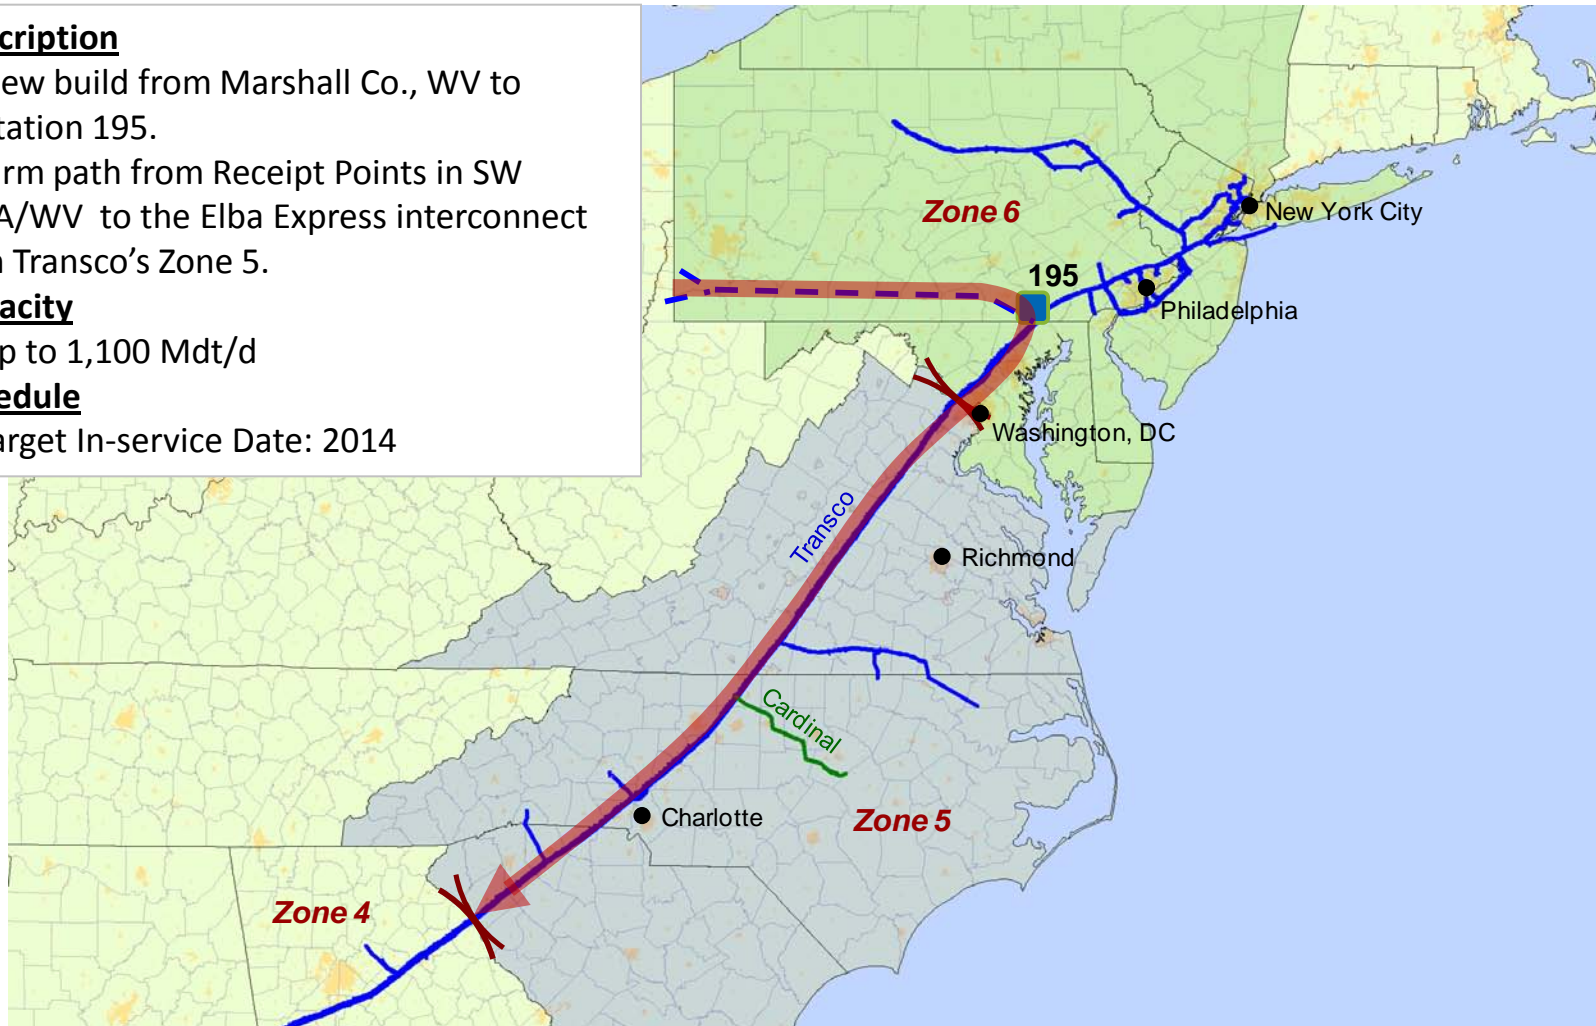 cription
ew build from Marshall Co., WV to
tation 195.
rm path from Receipt Points in SW
A/WV to the Elba Express interconnect
Transco's Zone 5.
acity
p to 1,100 Mdt/d
edule
arget In-service Date: 2014
Zone 6
New York City
195
Philadelphia
Washington, DC
Transco
Richmond
Cardinal
Charlotte
Zone 5
Zone 4